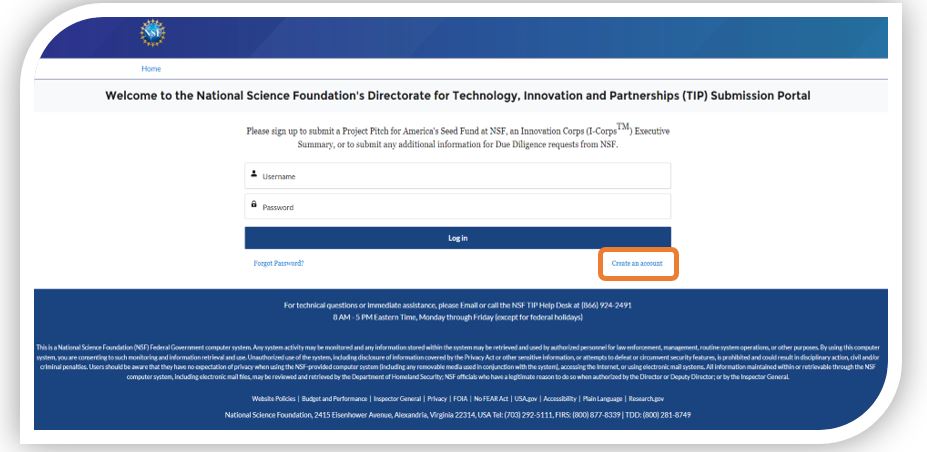 NSF
Home
Welcome to the National Science Foundation's Directorate for Technology, Innovation and Partnerships (TIP) Submission Portal
Please sign up to submit a Project Pitch for America's Seed Fund at NSF, an Innovation Corps (I-Corps™) Executive
Summary, or to submit any additional information for Due Diligence requests from NSF.
Username
Password
Log in
Forgot Password? Create an account
For technical questions or immediate assistance, please Email or call the NSF TIP Help Desk at (866) 924-2491
8 AM - 5 PM Eastern Time, Monday through Friday (except for federal holidays)
This is a National Science Foundation (NSF) Federal Government computer system. Any system activity may be monitored and any information stored within the system may be retrieved and used by authorized personnel for law enforcement, management, routine system operations, or other purposes. By using this computer
system, you are consenting to such monitoring and information retrieval and use. Unauthorized use of the system, including disclosure of information covered by the Privacy Act or other sensitive information, or attempts to defeat or circumvent security features, is prohibited and could result in disciplinary action, civil and/or
criminal penalties. Users should be aware that they have no expectation of privacy when using the NSF-provided computer system (including any removable media used in conjunction with the system), accessing the Internet, or using electronic mail systems. All information maintained within or retrievable through the NSF
computer system, including electronic mail files, may be reviewed and retrieved by the Department of Homeland Security; NSF officials who have a legitimate reason to do so when authorized by the Director or Deputy Director; or by the Inspector General.
Website Policies | Budget and Performance | Inspector General | Privacy | FOIA | No FEAR Act | USA.gov | Accessibility | Plain Language | Research.gov
National Science Foundation, 2415 Eisenhower Avenue, Alexandria, Virginia 22314, USA Tel: (703) 292-5111, FIRS: (800) 877-8339 | TDD: (800) 281-8749